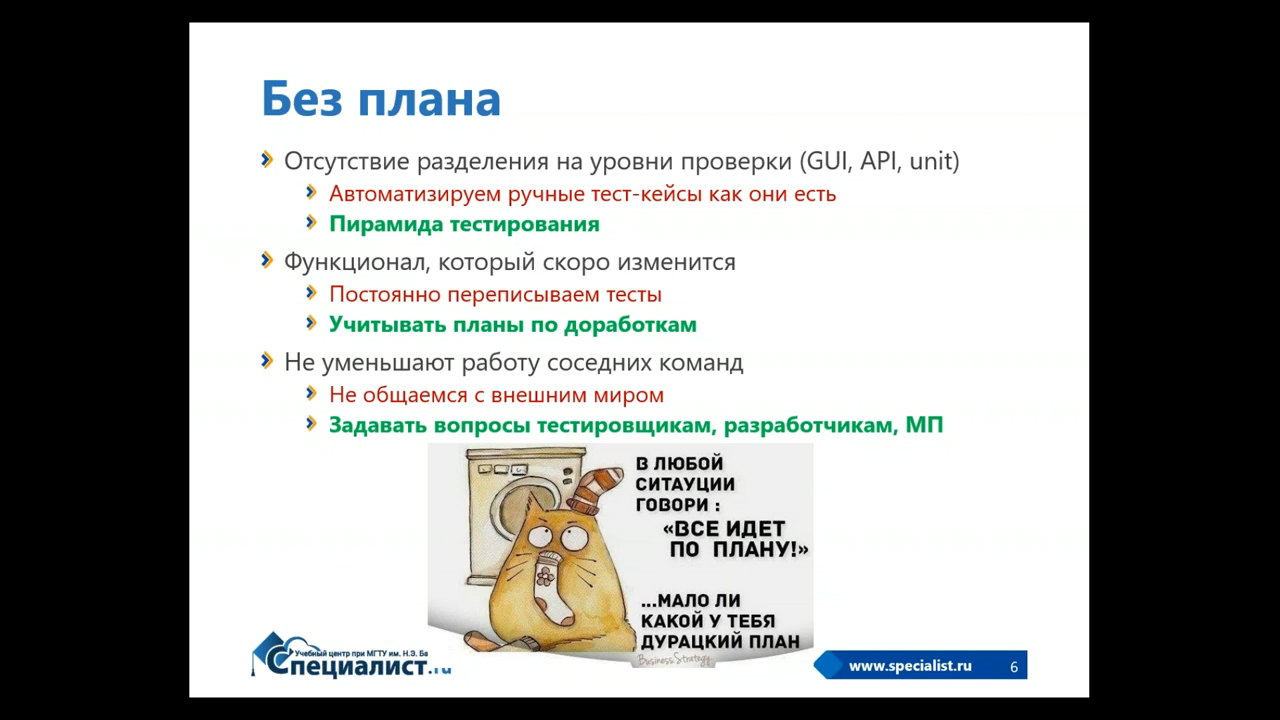 Без плана
Отсутствие разделения на уровни проверки (GUI, API, unit)
Автоматизируем ручные тест-кейсы как они есть
Пирамида тестирования
Функционал, который скоро изменится
Постоянно переписываем тесты
Учитывать планы по доработкам
Не уменьшают работу соседних команд
Не общаемся с внешним миром
Задавать вопросы тестировщикам, разработчикам, МП
В ЛЮБОЙ
СИТАУЦИИ
ГОВОРИ :
«ВСЕ ИДЕТ
ПО ПЛАНУ!»
...МАЛО ЛИ
КАКОЙ У ТЕБЯ
ДУРАЦКИЙ ПЛАН
Business Strategy
Учебный центр при МГТУ им. Н.Э. Ба
Специалист.ru
www.specialist.ru
6